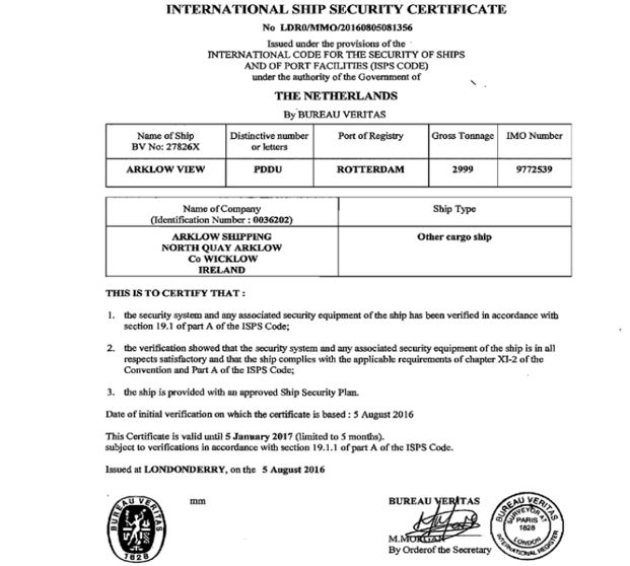 INTERNATIONAL SHIP SECURITY CERTIFICATE
No LDR0/MMO/20160805081356
Issued under the provisions of the
INTERNATIONAL CODE FOR THE SECURITY OF SHIPS
AND OF PORT FACILITIES (ISPS CODE)
under the authority of the Government of
THE NETHERLANDS
By BUREAU VERITAS
Name of Ship Distinctive number Port of Registry Gross Tonnage IMO Number
BV No: 27826X or letters
ARKLOW VIEW PDDU ROTTERDAM 2999 9772539
Name of Company Ship Type
(Identification Number : 0036202)
ARKLOW SHIPPING Other cargo ship
NORTH QUAY ARKLOW
Co WICKLOW
IRELAND
THIS IS TO CERTIFY THAT :
1. the security system and any associated security equipment of the ship has been verified in accordance with
section 19.1 of part A of the ISPS Code;
2. the verification showed that the security system and any associated security equipment of the ship is in all
respects satisfactory and that the ship complies with the applicable requirements of chapter XI-2 of the
Convention and Part A of the ISPS Code;
3. the ship is provided with an approved Ship Security Plan.
Date of initial verification on which the certificate is based : 5 August 2016
This Certificate is valid until 5 January 2017 (limited to 5 months).
subject to verifications in accordance with section 19.1.1 of part A of the ISPS Code.
Issued at LONDONDERRY, on the 5 August 2016
BUREAU VERITAS
1828
mm
BUREAU VERITAS
M.MORGAN
By Orderof the Secretary
BUREAU VERITAS
PARIS
1828
LONDON
INTERNATIONAL REGISTER